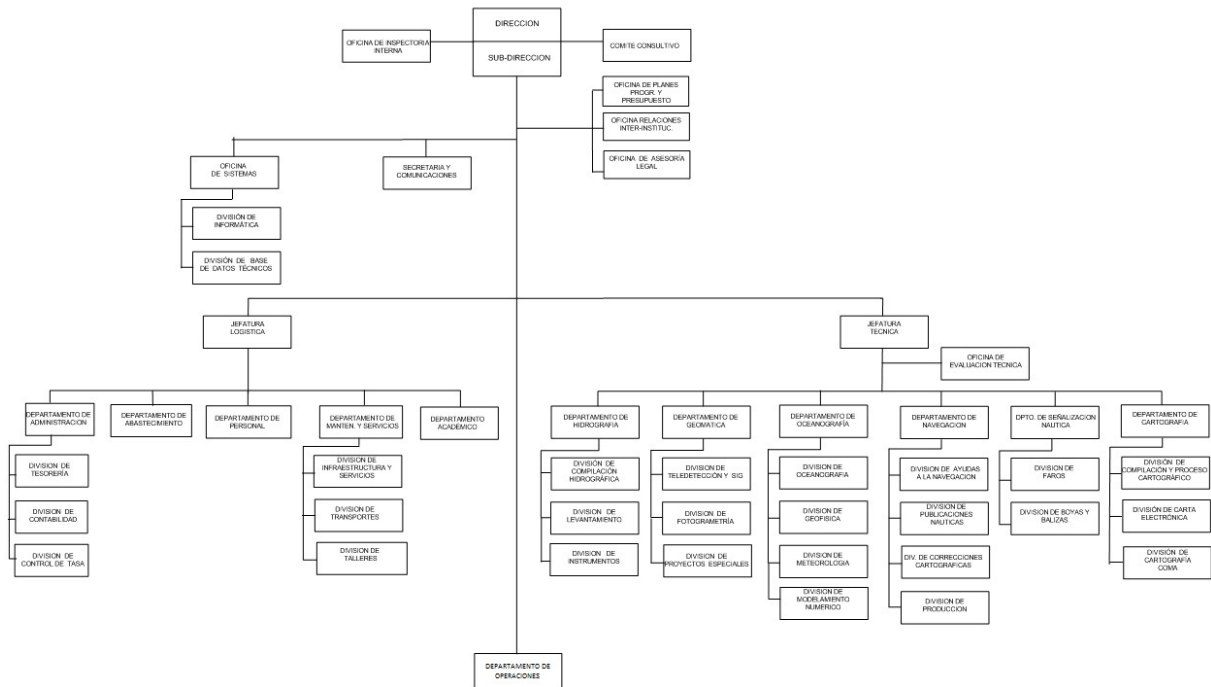 DIRECCION
OFICINA DE INSPECTORIA
INTERNA
SUB-DIRECCION
COMITE CONSULTIVO
OFICINA DE PLANES
PROGR. Y
PRESUPUESTO
OFICINA RELACIONES
INTER-INSTITUC.
OFICINA DE ASESORÍA
LEGAL
OFICINA
DE SISTEMAS
SECRETARIA Y
COMUNICACIONES
DIVISIÓN DE
INFORMÁTICA
DIVISIÓN DE BASE
DE DATOS TÉCNICOS
JEFATURA
LOGISTICA
JEFATURA
TECNICA
OFICINA DE
EVALUACION TECNICA
DEPARTAMENTO DE
ADMINISTRACION
DEPARTAMENTO DE
ABASTECIMIENTO
DEPARTAMENTO DE
PERSONAL
DEPARTAMENTO DE
MANTEN. Y SERVICIOS
DEPARTAMENTO
ACADÉMICO
DIVISION DE
TESORERÍA
DIVISION DE
CONTABILIDAD
DIVISION DE
CONTROL DE TASA
DIVISION DE
INFRAESTRUCTURA Y
SERVICIOS
DIVISION DE
TRANSPORTES
DIVISION DE
TALLERES
DEPARTAMENTO DE
HIDROGRAFIA
DEPARTAMENTO DE
GEOMATICA
DEPARTAMENTO DE
OCEANOGRAFÍA
DEPARTAMENTO DE
NAVEGACION
DPTO. DE SEÑALIZACION
NAUTICA
DEPARTAMENTO DE
CARTOGRAFIA
DIVISIÓN DE
COMPILACIÓN
HIDROGRÁFICA
DIVISION DE
LEVANTAMIENTO
DIVISION DE
INSTRUMENTOS
DIVISION DE
TELEDETECCIÓN Y SIG
DIVISION DE
FOTOGRAMETRÍA
DIVISION DE
PROYECTOS ESPECIALES
DIVISION DE
OCEANOGRAFIA
DIVISION DE
GEOFISICA
DIVISION DE
METEOROLOGIA
DIVISION DE
MODELAMIENTO
NUMERICO
DIVISION DE AYUDAS
A LA NAVEGACION
DIVISION DE
PUBLICACIONES
NAUTICAS
DIV. DE CORRECCIONES
CARTOGRAFICAS
DIVISION DE
PRODUCCION
DIVISION DE
FAROS
DIVISION DE BOYAS Y
BALIZAS
DIVISIÓN DE
COMPILACIÓN Y PROCESO
CARTOGRÁFICO
DIVISIÓN DE CARTA
ELECTRÓNICA
DIVISIÓN DE
CARTOGRAFÍA
COMA
DEPARTAMENTO DE
OPERACIONES